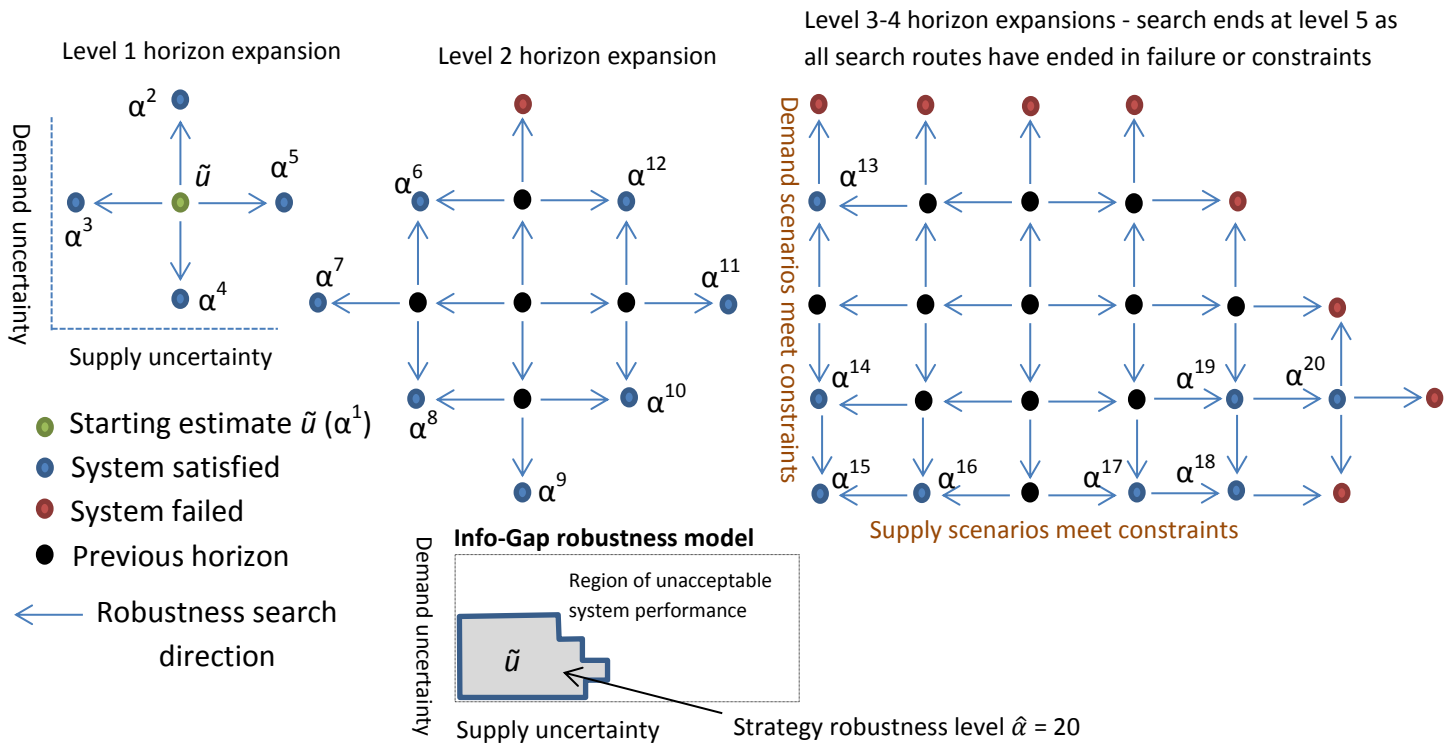 Level 1 horizon expansion
α²
Demand uncertainty
ũ
α⁵
α³
α⁴
Supply uncertainty
Starting estimate ũ (α¹)
System satisfied
System failed
Previous horizon
Robustness search
direction
Level 2 horizon expansion
α⁶
α¹²
α⁷
α¹¹
α⁸
α¹⁰
α⁹
Level 3-4 horizon expansions - search ends at level 5 as
all search routes have ended in failure or constraints
Demand scenarios meet constraints
α¹³
α¹⁴
α¹⁹
α²⁰
α¹⁵
α¹⁶
α¹⁷
α¹⁸
Supply scenarios meet constraints
Info-Gap robustness model
Demand uncertainty
Region of unacceptable
system performance
ũ
Supply uncertainty
Strategy robustness level α̂ = 20